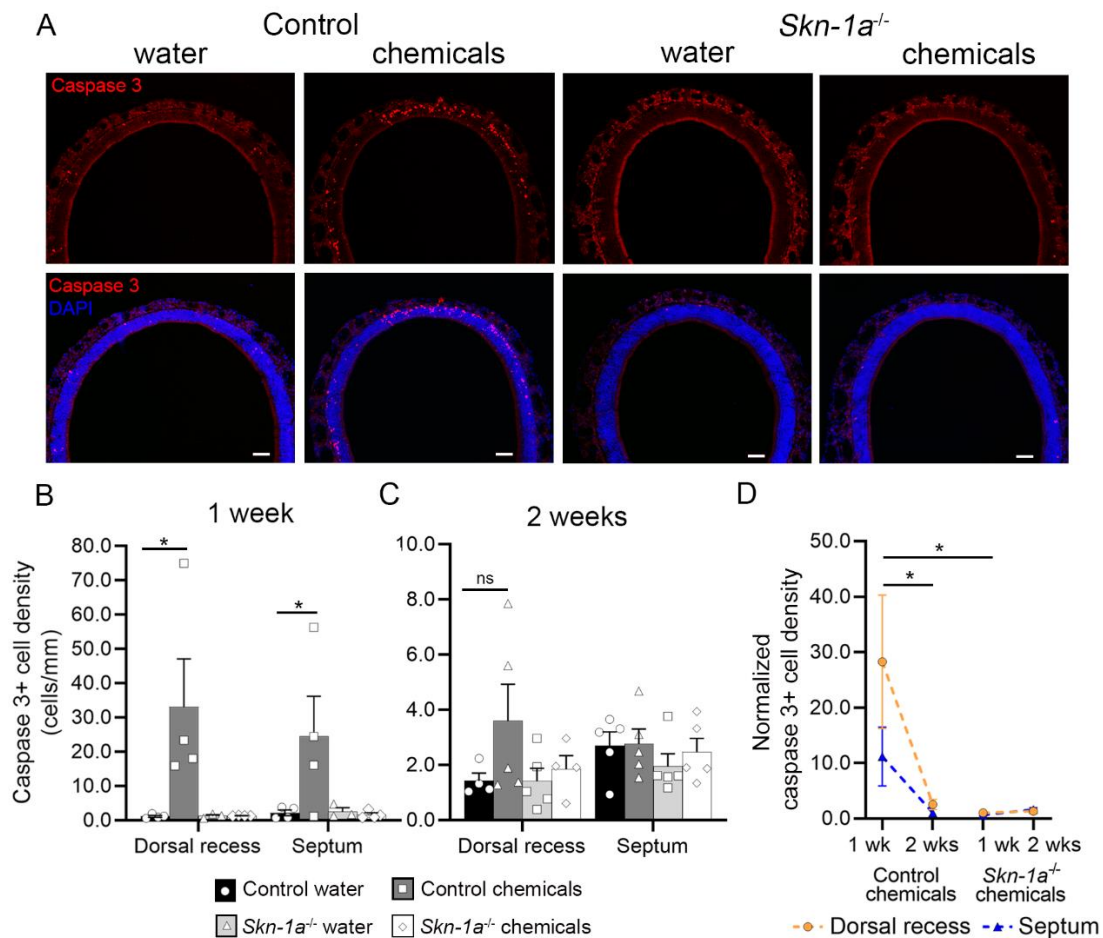 A
Control
Skn-1a-/-
water
chemicals
water
chemicals
Caspase 3
Caspase 3
DAPI
B
1 week
C
2 weeks
D
Caspase 3+ cell density
(cells/mm)
80.0
70.0
60.0
50.0
40.0
30.0
20.0
10.0
0.0
*
*
Dorsal recess
Septum
10.0
8.0
6.0
4.0
2.0
0.0
ns
Dorsal recess
Septum
Normalized
caspase 3+ cell density
50.0
40.0
30.0
20.0
10.0
0.0
*
*
1 wk 2 wks 1 wk 2 wks
Control
chemicals
Skn-1a-/-
chemicals
Control water
Control chemicals
Skn-1a-/- water
Skn-1a-/- chemicals
Dorsal recess
Septum